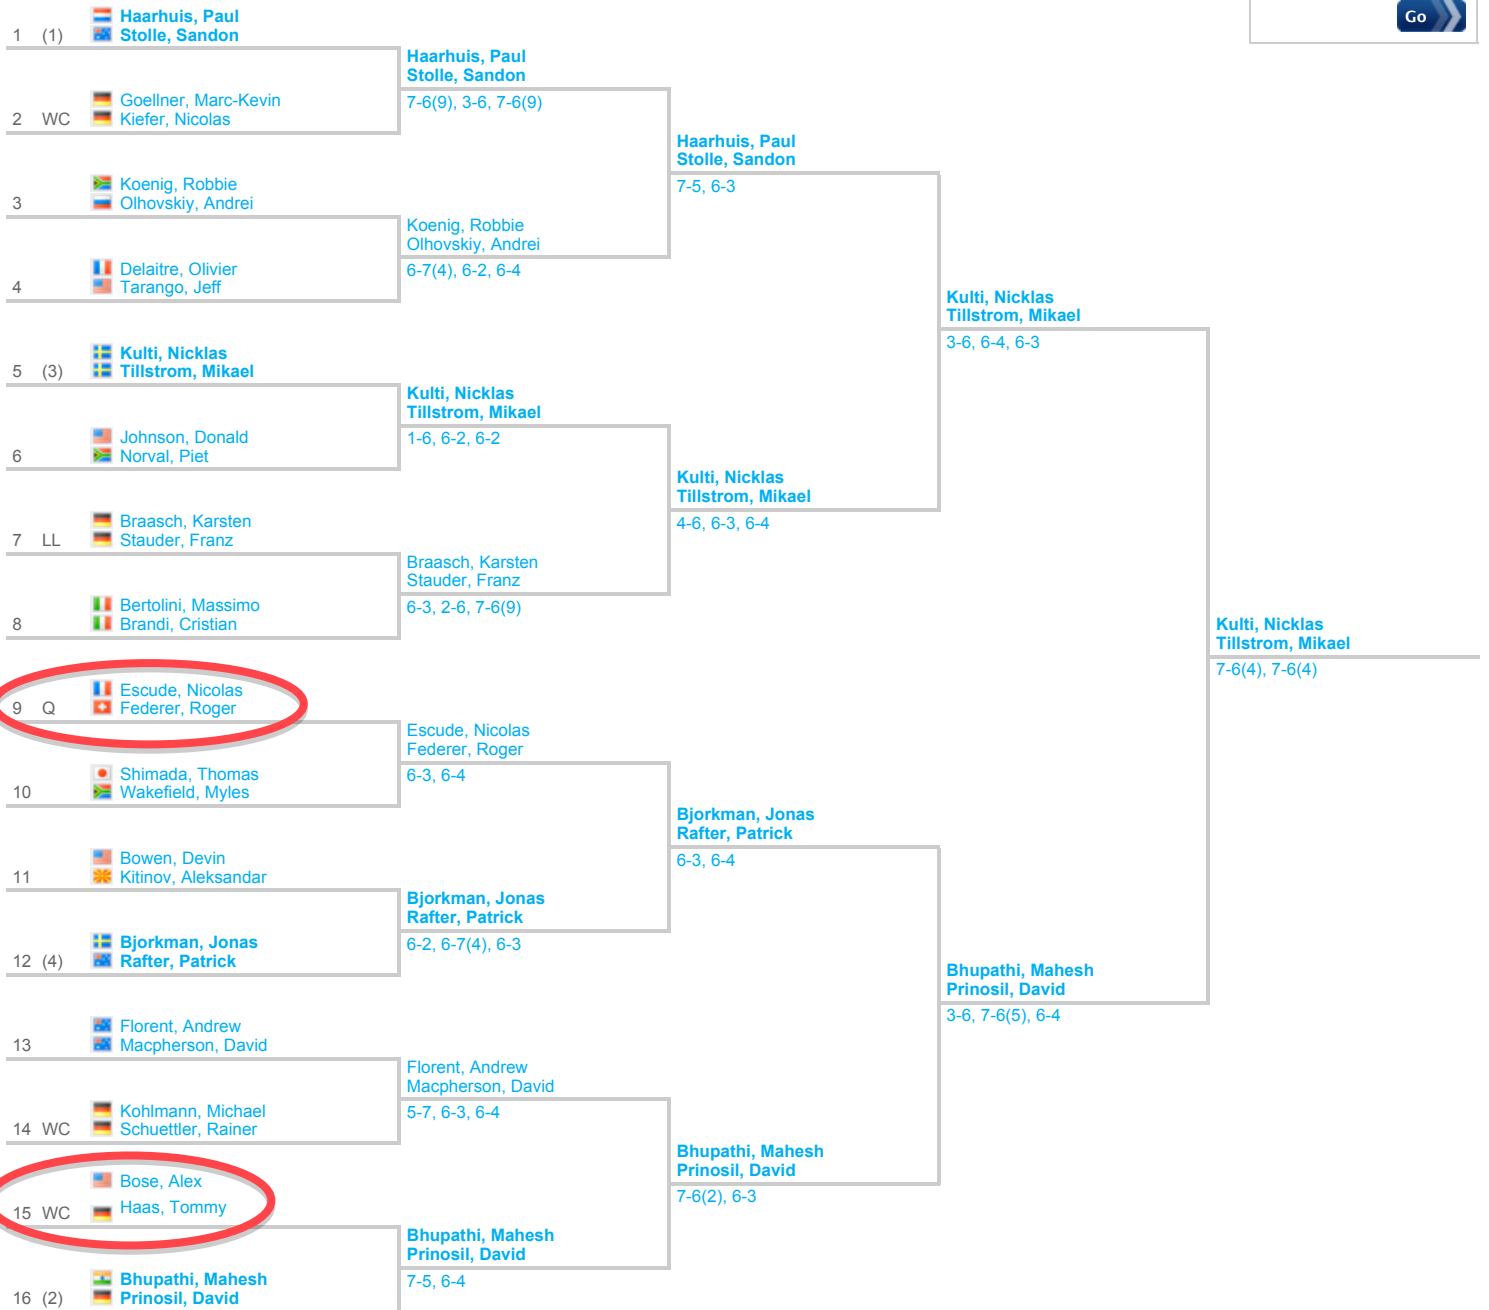 Go
Haarhuis, Paul
1 (1) Stolle, Sandon
Haarhuis, Paul
Stolle, Sandon
Goellner, Marc-Kevin
7-6(9), 3-6, 7-6(9)
2 WC Kiefer, Nicolas
Haarhuis, Paul
Stolle, Sandon
Koenig, Robbie
7-5, 6-3
3 Olhovskiy, Andrei
Koenig, Robbie
Olhovskiy, Andrei
Delaitre, Olivier
6-7(4), 6-2, 6-4
4 Tarango, Jeff
Kulti, Nicklas
Tillstrom, Mikael
3-6, 6-4, 6-3
Kulti, Nicklas
5 (3) Tillstrom, Mikael
Kulti, Nicklas
Tillstrom, Mikael
Johnson, Donald
1-6, 6-2, 6-2
6 Norval, Piet
Kulti, Nicklas
Tillstrom, Mikael
Braasch, Karsten
4-6, 6-3, 6-4
7 LL Stauder, Franz
Braasch, Karsten
Stauder, Franz
Bertolini, Massimo
6-3, 2-6, 7-6(9)
8 Brandi, Cristian
Kulti, Nicklas
Tillstrom, Mikael
7-6(4), 7-6(4)
Escude, Nicolas
9 Q Federer, Roger
Escude, Nicolas
Federer, Roger
Shimada, Thomas
6-3, 6-4
10 Wakefield, Myles
Bjorkman, Jonas
Rafter, Patrick
Bowen, Devin
6-3, 6-4
11 Kitinov, Aleksandar
Bjorkman, Jonas
Rafter, Patrick
Bjorkman, Jonas
6-2, 6-7(4), 6-3
12 (4) Rafter, Patrick
Bhupathi, Mahesh
Prinosil, David
3-6, 7-6(5), 6-4
Florent, Andrew
13 Macpherson, David
Florent, Andrew
Macpherson, David
Kohlmann, Michael
5-7, 6-3, 6-4
14 WC Schuettler, Rainer
Bhupathi, Mahesh
Prinosil, David
Bose, Alex
7-6(2), 6-3
15 WC Haas, Tommy
Bhupathi, Mahesh
Prinosil, David
Bhupathi, Mahesh
7-5, 6-4
16 (2) Prinosil, David